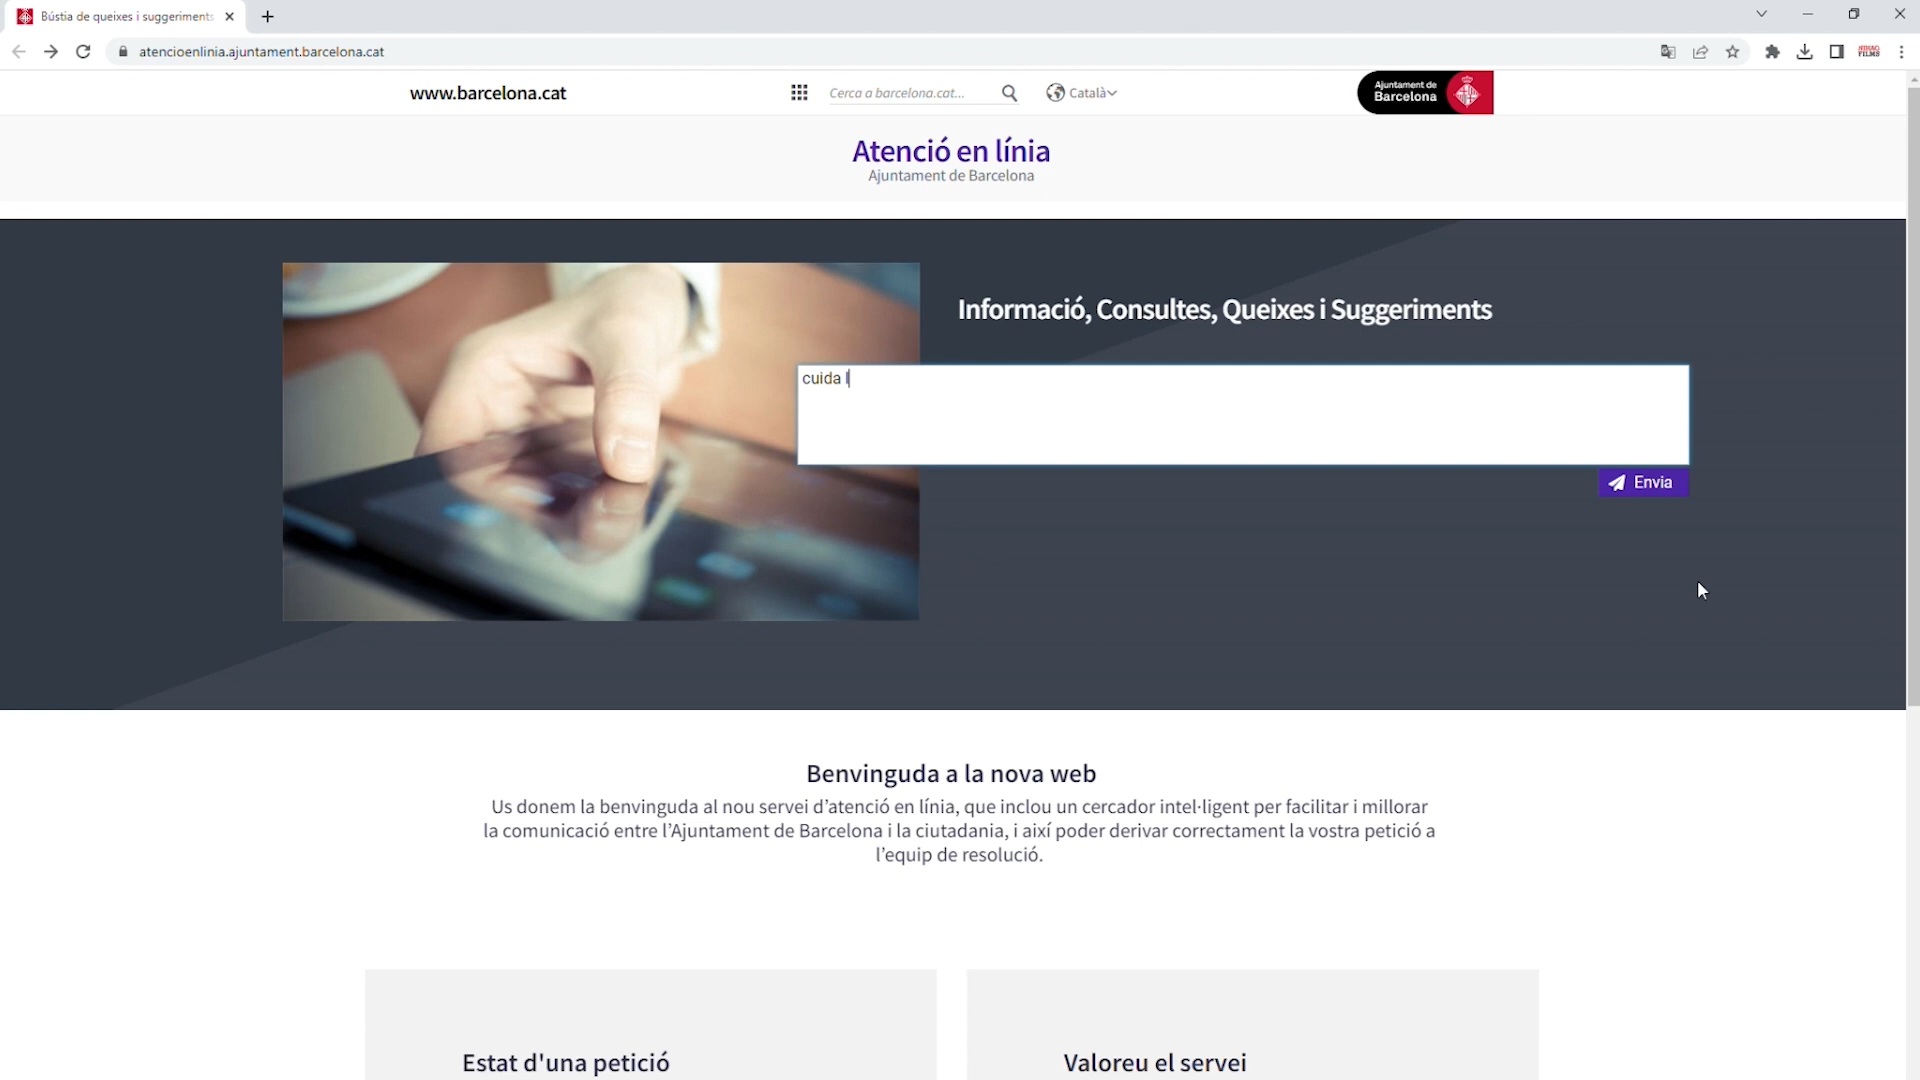 Bústia de queixes i suggeriments
atencioenlinia.ajuntament.barcelona.cat
www.barcelona.cat
Cerca a barcelona.cat...
Català
Ajuntament de
Barcelona
Atenció en línia
Ajuntament de Barcelona
Informació, Consultes, Queixes i Suggeriments
cuida l
Envia
Benvinguda a la nova web
Us donem la benvinguda al nou servei d'atenció en línia, que inclou un cercador intel·ligent per facilitar i millorar
la comunicació entre l'Ajuntament de Barcelona i la ciutadania, i així poder derivar correctament la vostra petició a
l'equip de resolució.
Estat d'una petició
Valoreu el servei